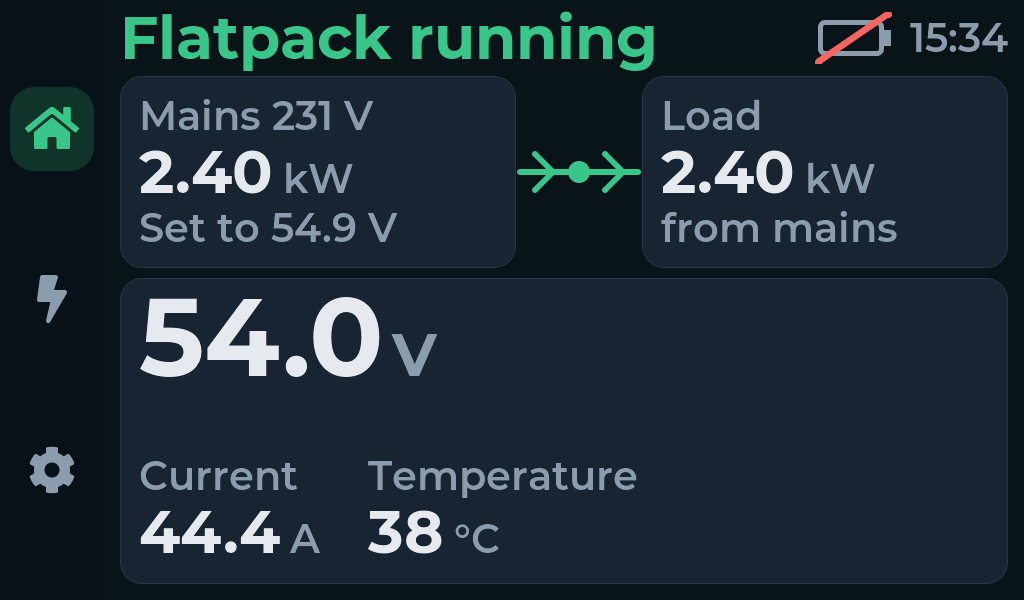 Flatpack running
15:34
Mains 231 V
2.40 kW
Set to 54.9 V
Load
2.40 kW
from mains
54.0 V
Current
44.4 A
Temperature
38 °C